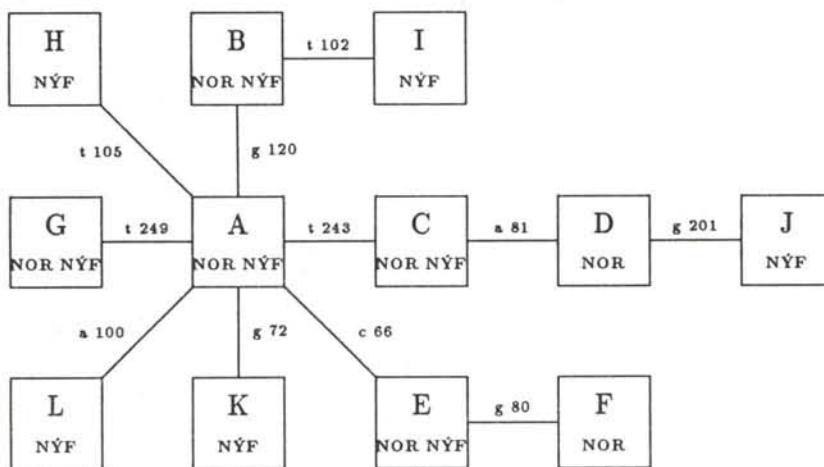 H
NÝF
B
NOR NÝF
t 102
I
NÝF
t 105
g 120
G
NOR NÝF
t 249
A
NOR NÝF
t 243
C
NOR NÝF
a 81
D
NOR
g 201
J
NÝF
a 100
g 72
c 66
L
NÝF
K
NÝF
E
NOR NÝF
g 80
F
NOR